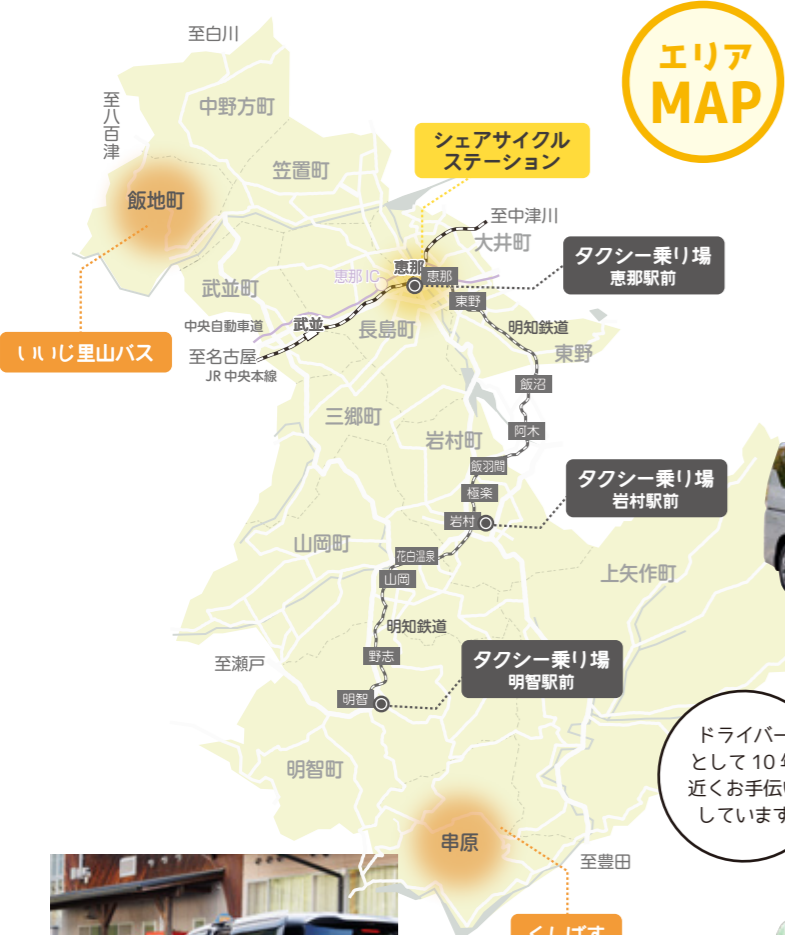 エリア
MAP
至白川
至八百津
中野方町
笠置町
シェアサイクル
ステーション
飯地町
至中津川
大井町
タクシー乗り場
恵那駅前
恵那
恵那
恵那IC
武並町
東野
中央自動車道
武並
長島町
明知鉄道
東野
いいじ里山バス
至名古屋
JR中央本線
飯沼
三郷町
阿木
岩村町
飯羽間
タクシー乗り場
岩村駅前
極楽
岩村
山岡町
花白温泉
山岡
上矢作町
明知鉄道
至瀬戸
野志
タクシー乗り場
明智駅前
明智
ドライバー
として10年
近くお手伝い
しています
明智町
串原
至豊田
くしばす